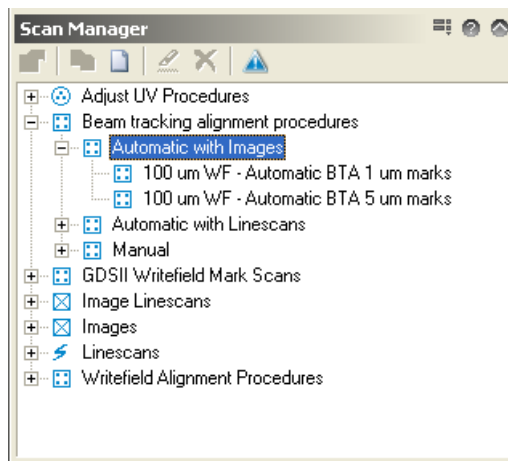 Scan Manager
Adjust UV Procedures
Beam tracking alignment procedures
Automatic with Images
100 um WF - Automatic BTA 1 um marks
100 um WF - Automatic BTA 5 um marks
Automatic with Linescans
Manual
GDSII Writefield Mark Scans
Image Linescans
Images
Linescans
Writefield Alignment Procedures